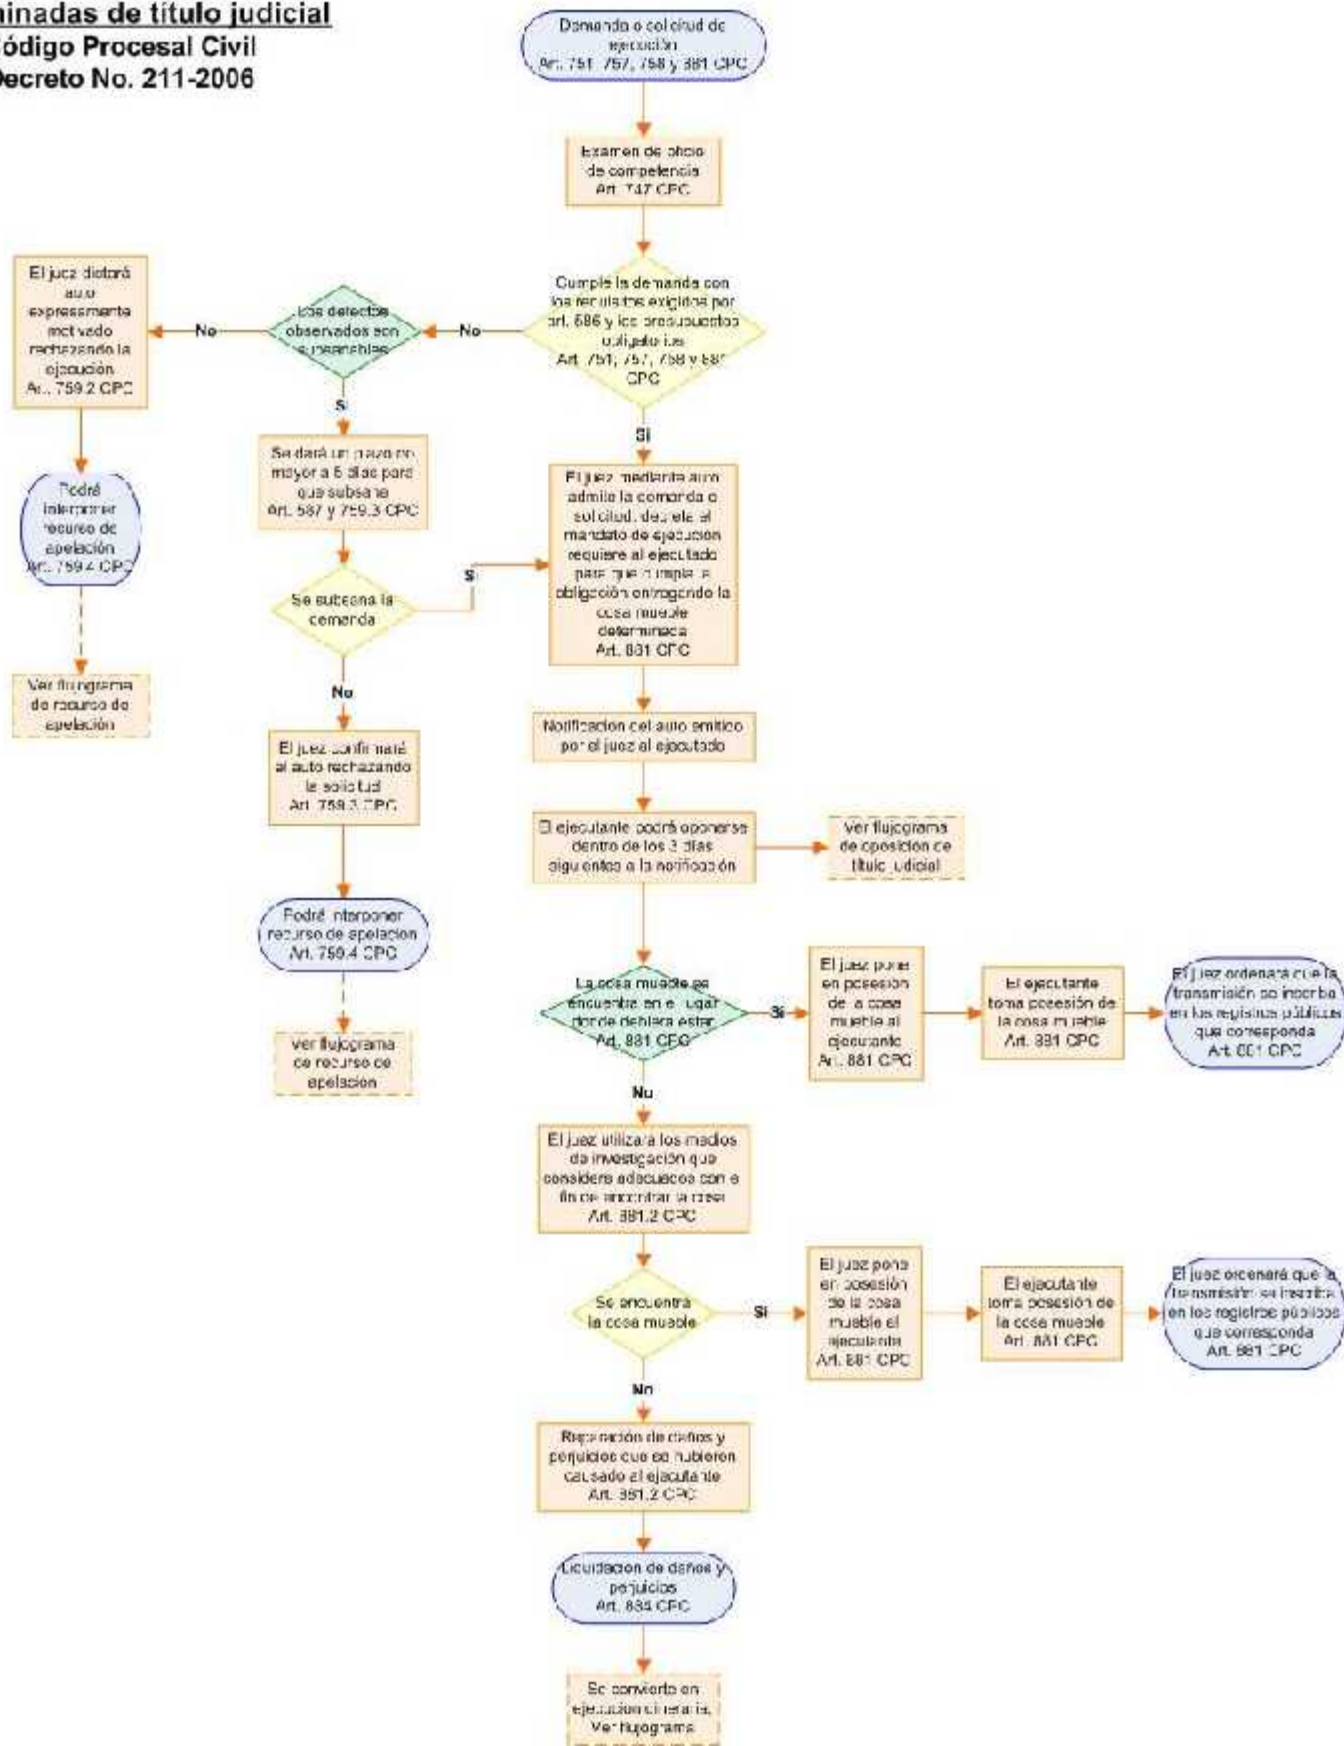 minadas de título judicial
ódigo Procesal Civil
Decreto No. 211-2006
Demanda o solicitud de
ejecución
Art. 751, 757, 758 y 881 CPC
Examen de oficio
de competencia
Art. 747 CPC
Cumple la demanda con
los requisitos exigidos por
art. 586 y los presupuestos
obligatorios
Art. 751, 757, 758 y 881
CPC
No
Los defectos
observados son
subsanables
No
El juez dictará
auto
expresamente
motivado
rechazando la
ejecución
Art. 759.2 CPC
Podrá
interponer
recurso de
apelación
Art. 759.4 CPC
Ver flujograma
de recurso de
apelación
Si
Se dará un plazo no
mayor a 5 días para
que subsane
Art. 587 y 759.3 CPC
Se subsana la
demanda
Si
No
El juez confirmará
el auto rechazando
la solicitud
Art. 759.3 CPC
Podrá interponer
recurso de apelación
Art. 759.4 CPC
Ver flujograma
de recurso de
apelación
Si
El juez mediante auto
admite la demanda o
solicitud, decreta el
mandato de ejecución
requiere al ejecutado
para que cumpla la
obligación entregando la
cosa mueble
determinada
Art. 881 CPC
Notificación del auto emitido
por el juez al ejecutado
El ejecutante podrá oponerse
dentro de los 3 días
siguientes a la notificación
Ver flujograma
de oposición de
título judicial
La cosa mueble se
encuentra en el lugar
donde debiera estar
Art. 881 CPC
Si
El juez pone
en posesión
de la cosa
mueble al
ejecutante
Art. 881 CPC
El ejecutante
toma posesión de
la cosa mueble
Art. 881 CPC
El juez ordenará que la
transmisión se inscriba
en los registros públicos
que corresponda
Art. 881 CPC
No
El juez utilizara los medios
de investigación que
considere adecuados con el
fin de encontrar la cosa
Art. 881.2 CPC
Se encuentra
la cosa mueble
Si
El juez pone
en posesión
de la cosa
mueble al
ejecutante
Art. 881 CPC
El ejecutante
toma posesión de
la cosa mueble
Art. 881 CPC
El juez ordenará que la
transmisión se inscriba
en los registros públicos
que corresponda
Art. 881 CPC
No
Reparación de daños y
perjuicios que se hubieren
causado al ejecutante
Art. 881.2 CPC
Liquidación de daños y
perjuicios
Art. 884 CPC
Se convierte en
ejecución dineraria.
Ver flujograma